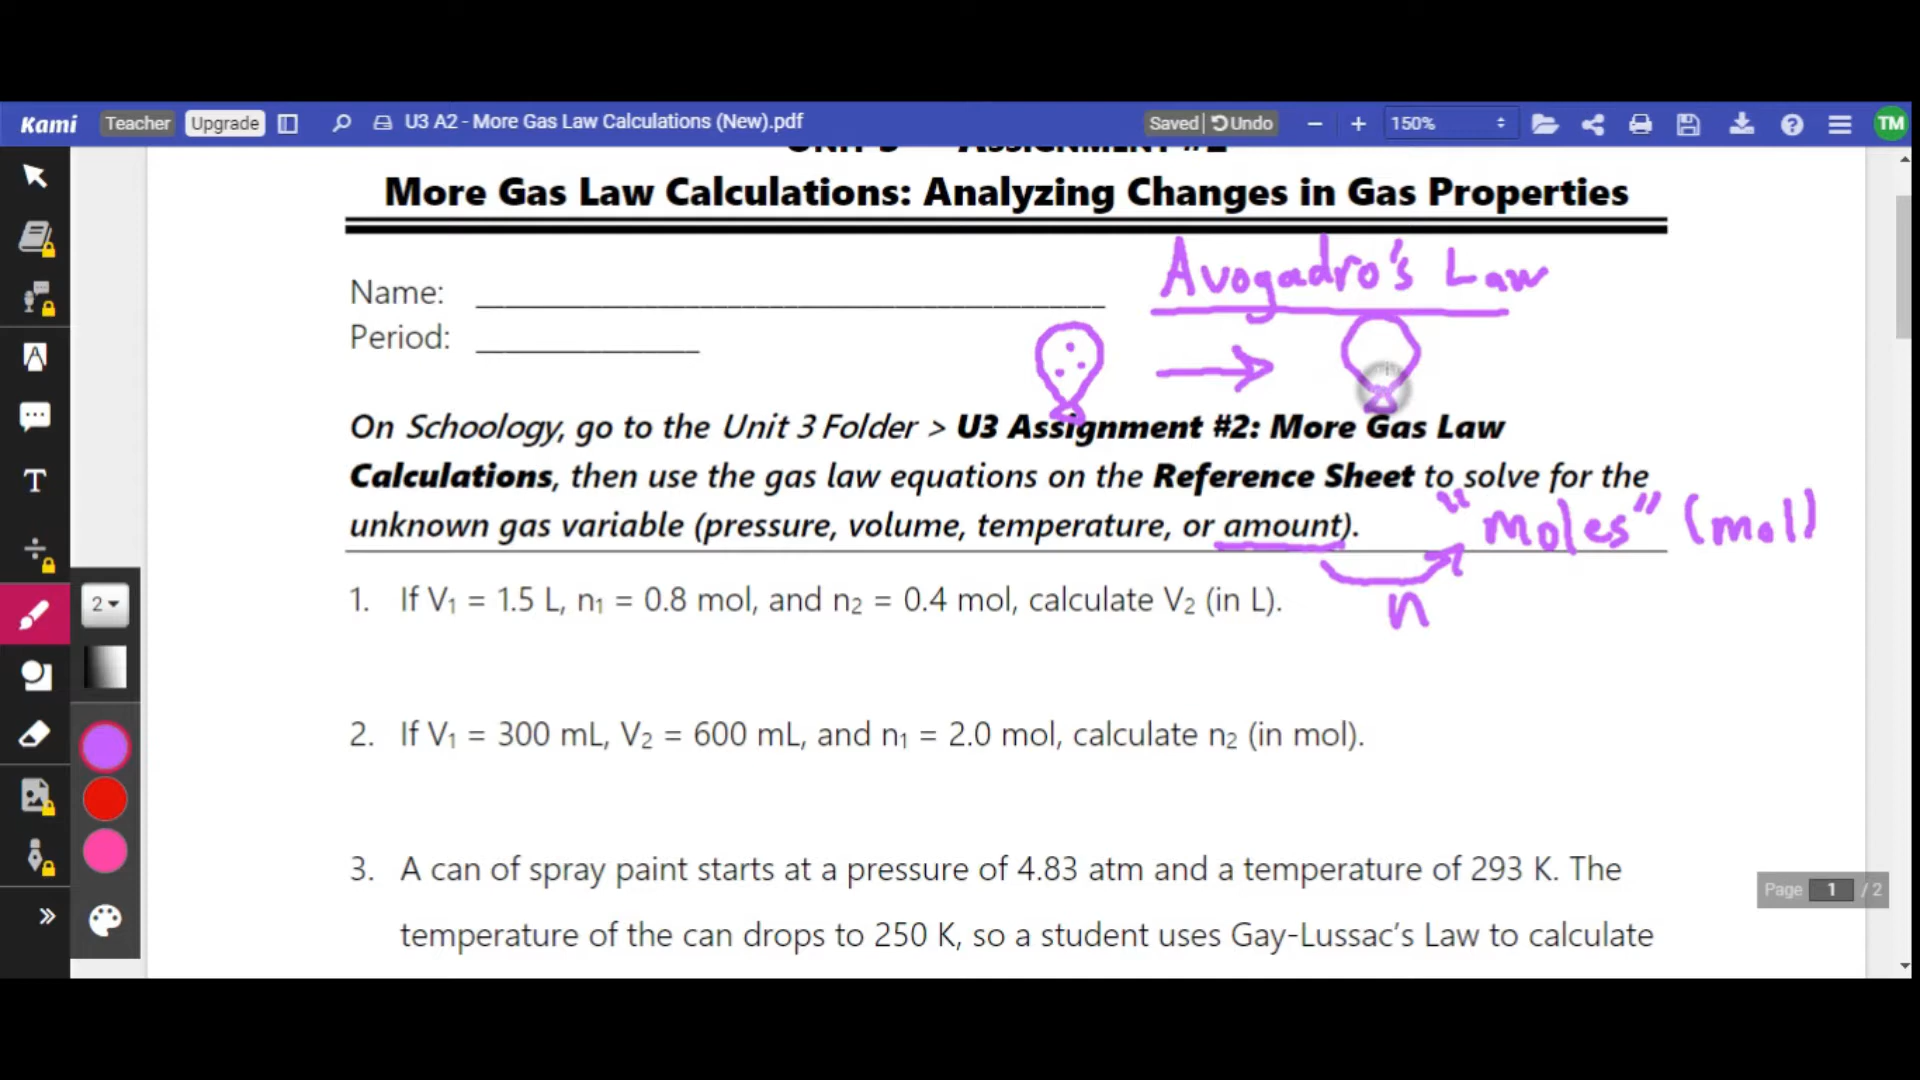 Kami Teacher Upgrade U3 A2 - More Gas Law Calculations (New).pdf Saved Undo 150% TM
More Gas Law Calculations: Analyzing Changes in Gas Properties
Avogadro's Law
Name: ____________________
Period: __________
On Schoology, go to the Unit 3 Folder > U3 Assignment #2: More Gas Law
Calculations, then use the gas law equations on the Reference Sheet to solve for the
unknown gas variable (pressure, volume, temperature, or amount).
"moles" (mol)
n
1. If V₁ = 1.5 L, n₁ = 0.8 mol, and n₂ = 0.4 mol, calculate V₂ (in L).
2. If V₁ = 300 mL, V₂ = 600 mL, and n₁ = 2.0 mol, calculate n₂ (in mol).
3. A can of spray paint starts at a pressure of 4.83 atm and a temperature of 293 K. The
temperature of the can drops to 250 K, so a student uses Gay-Lussac's Law to calculate
2
Page 1 / 2